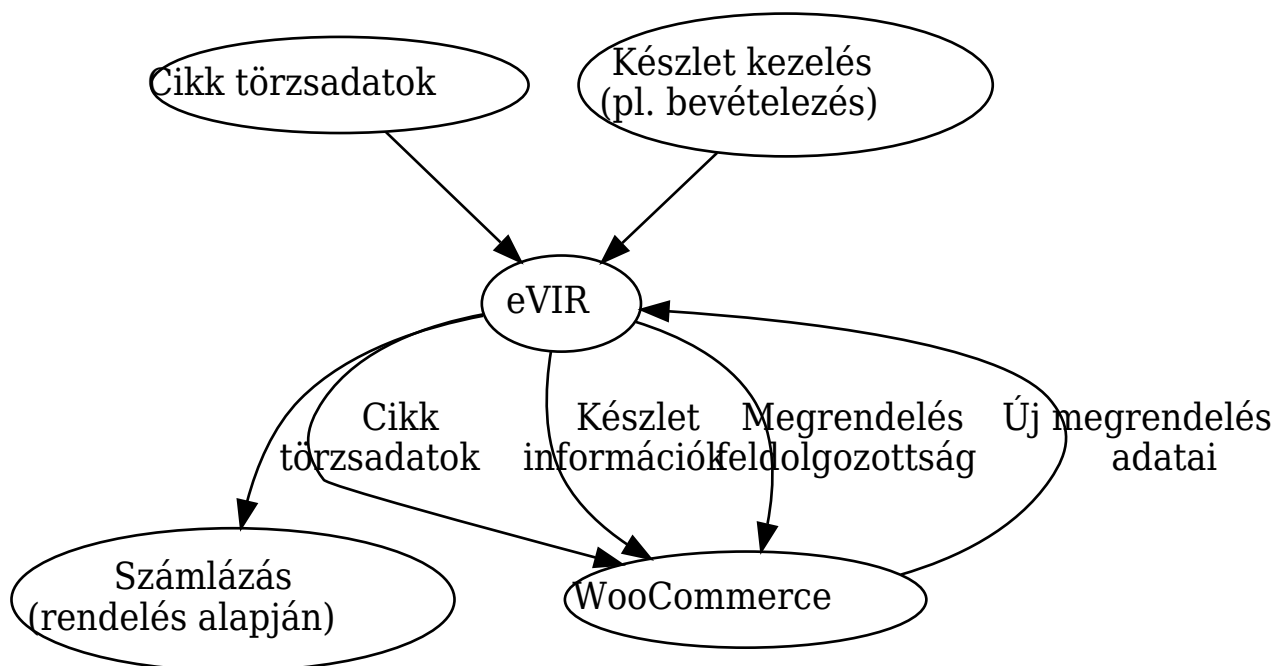 Cikk törzsadatok
Készlet kezelés
(pl. bevételezés)
eVIR
Cikk
törzsadatok
Készlet
információk
Megrendelés
feldolgozottság
Új megrendelés
adatai
Számlázás
(rendelés alapján)
WooCommerce